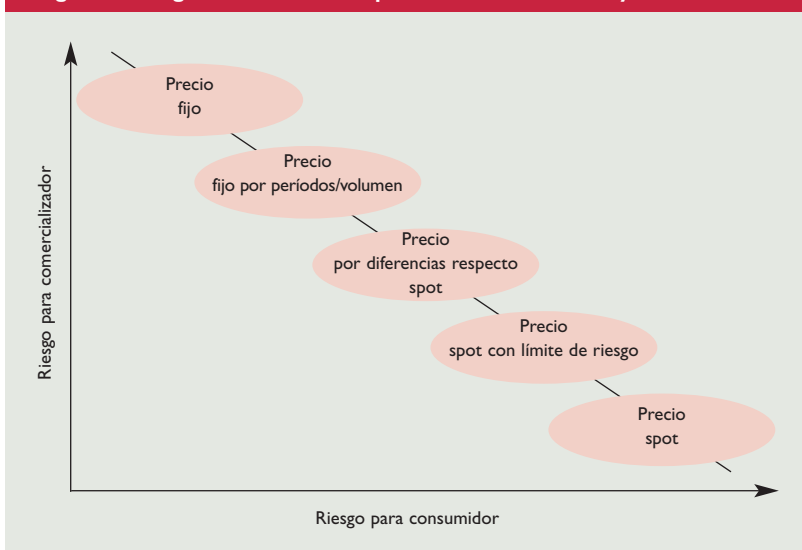 Precio
fijo
Precio
fijo por períodos/volumen
Precio
por diferencias respecto
spot
Precio
spot con límite de riesgo
Precio
spot
Riesgo para comercializador
Riesgo para consumidor